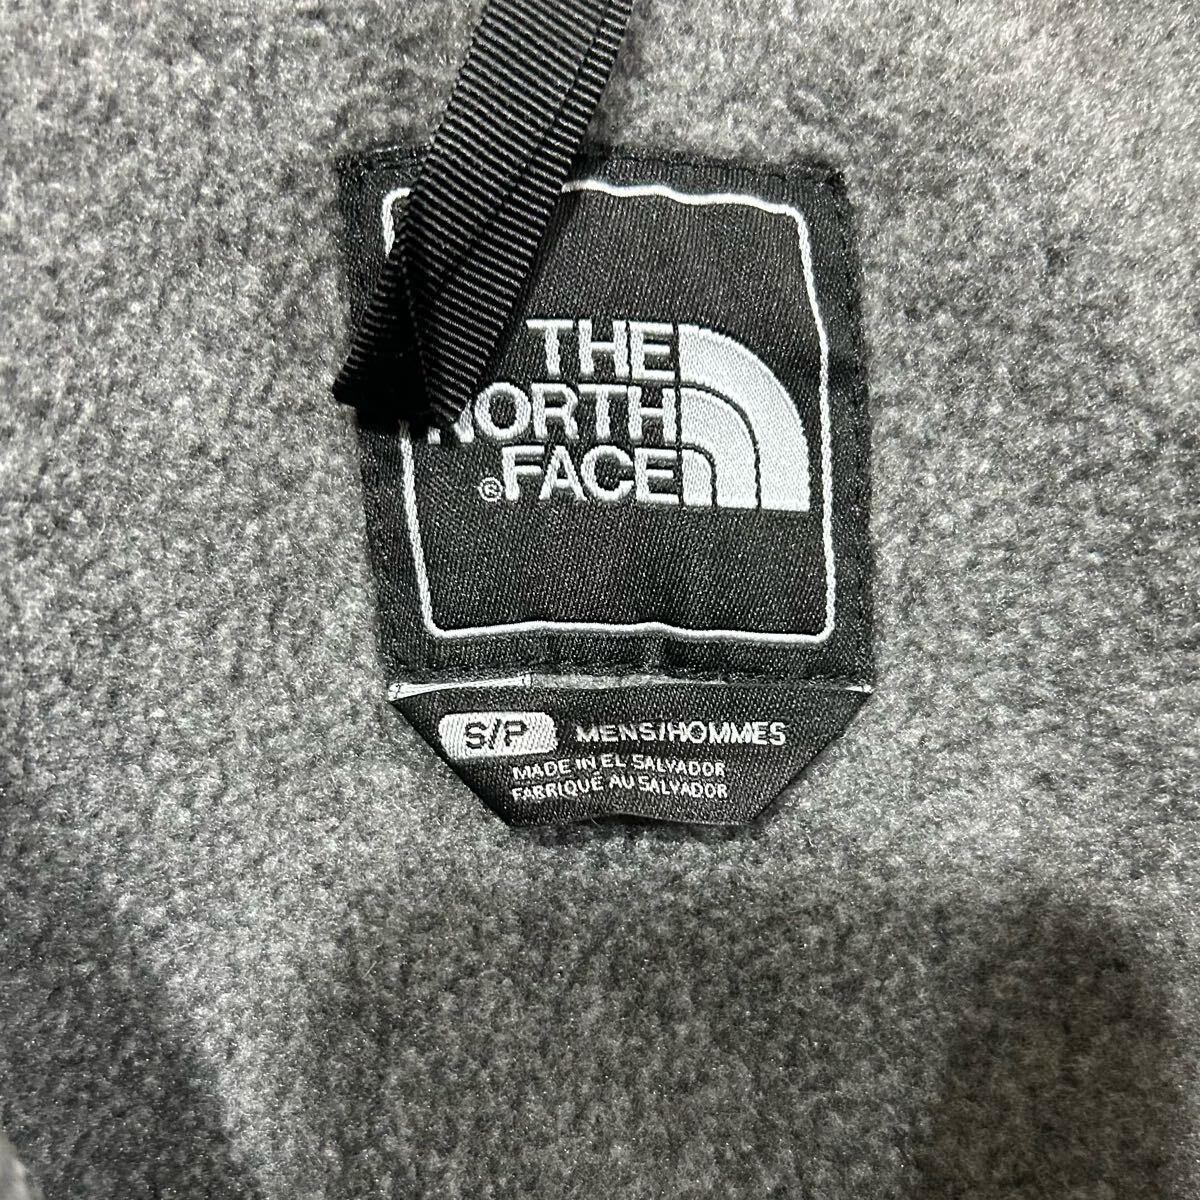 THE
NORTH
® FACE
S/P MENS/HOMMES
MADE IN EL SALVADOR
FABRIQUÉ AU SALVADOR